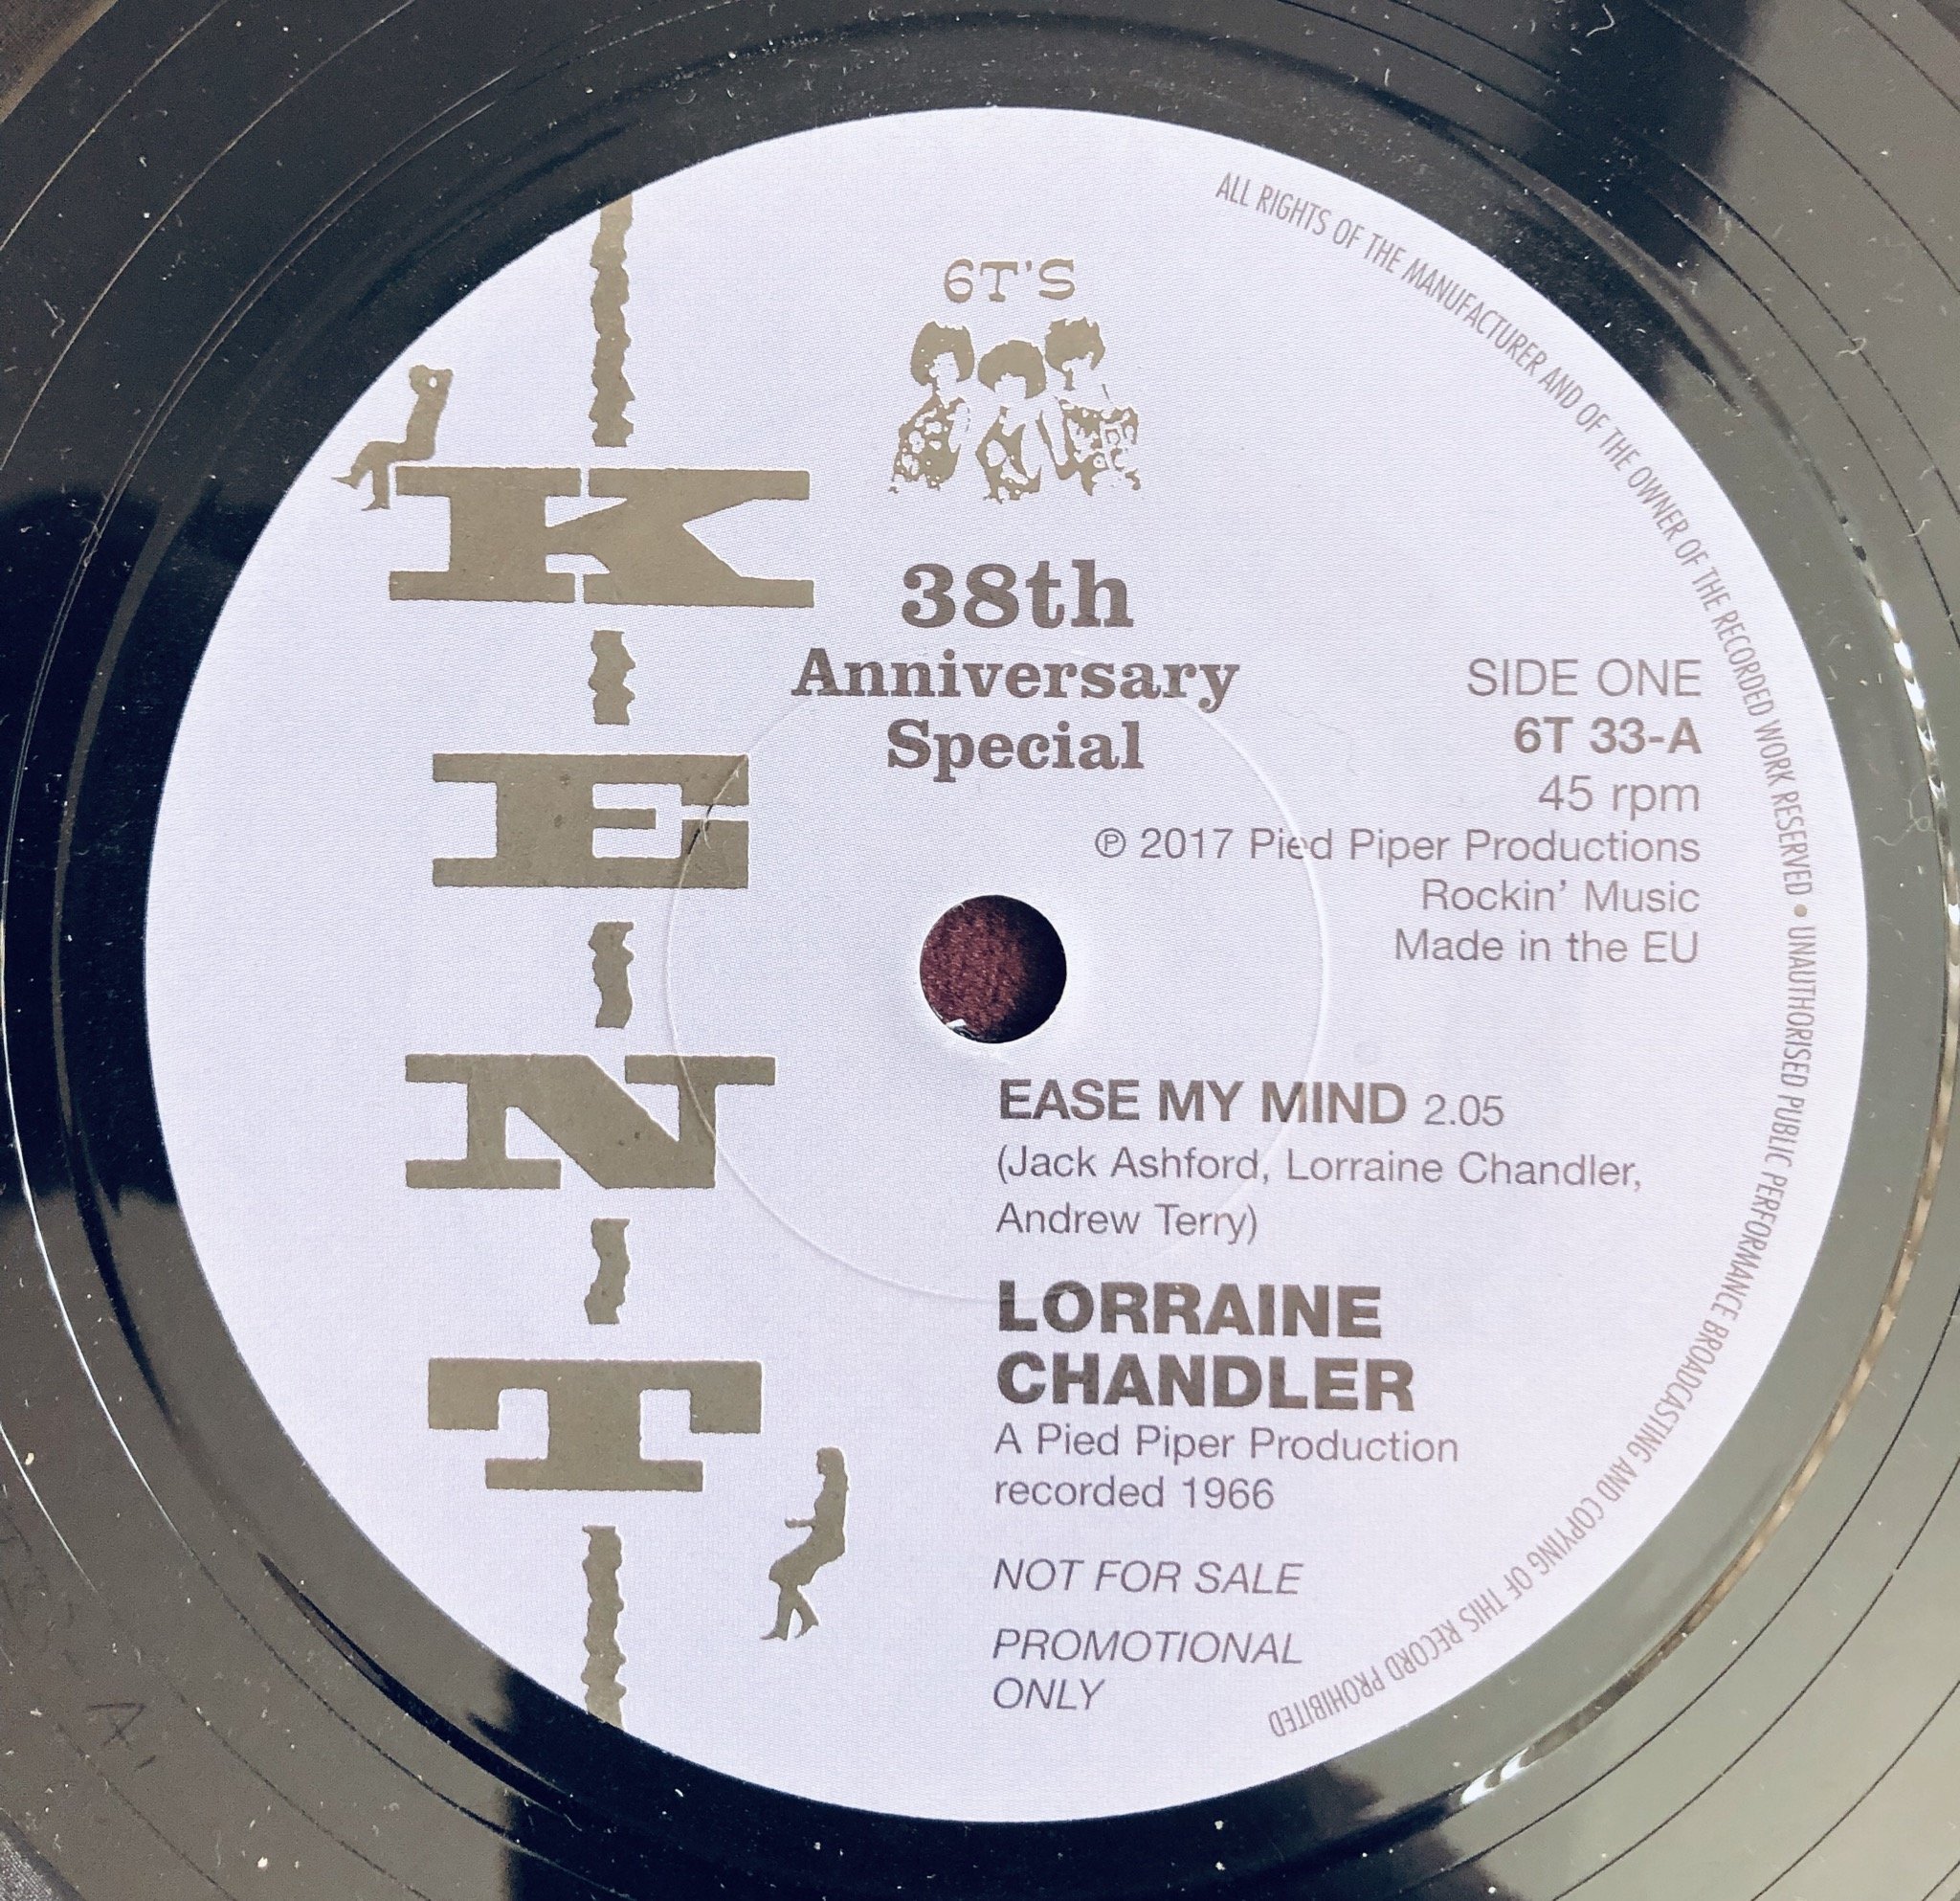 6T'S
KENT
38th
Anniversary
Special
SIDE ONE
6T 33-A
45 rpm
℗ 2017 Pied Piper Productions
Rockin' Music
Made in the EU
EASE MY MIND 2.05
(Jack Ashford, Lorraine Chandler,
Andrew Terry)
LORRAINE
CHANDLER
A Pied Piper Production
recorded 1966
NOT FOR SALE
PROMOTIONAL
ONLY
ALL RIGHTS OF THE MANUFACTURER AND OF THE OWNER OF THE RECORDED WORK RESERVED • UNAUTHORISED PUBLIC PERFORMANCE BROADCASTING AND COPYING OF THIS RECORD PROHIBITED